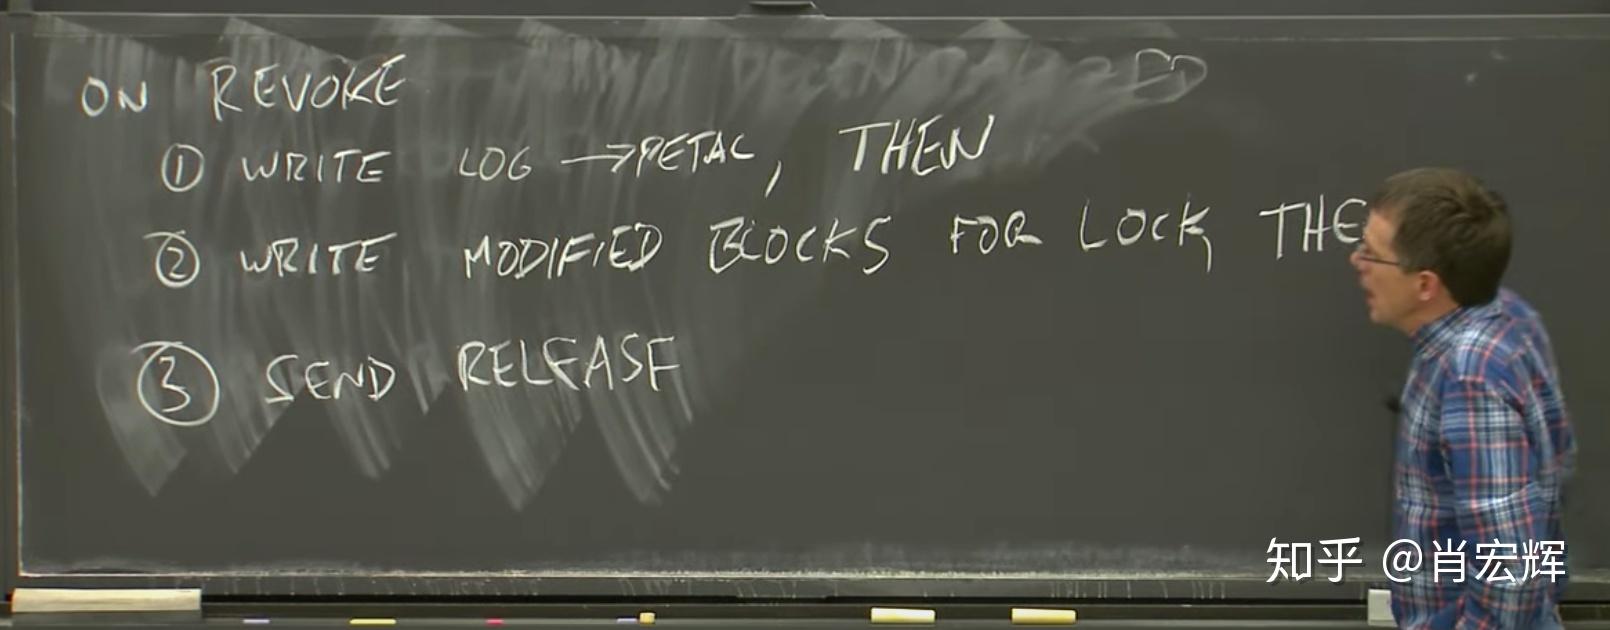 ON REVOKE
① WRITE LOG →PETAL, THEN
② WRITE MODIFIED BLOCKS FOR LOCK, THE
③ SEND RELEASE
知乎 @肖宏辉